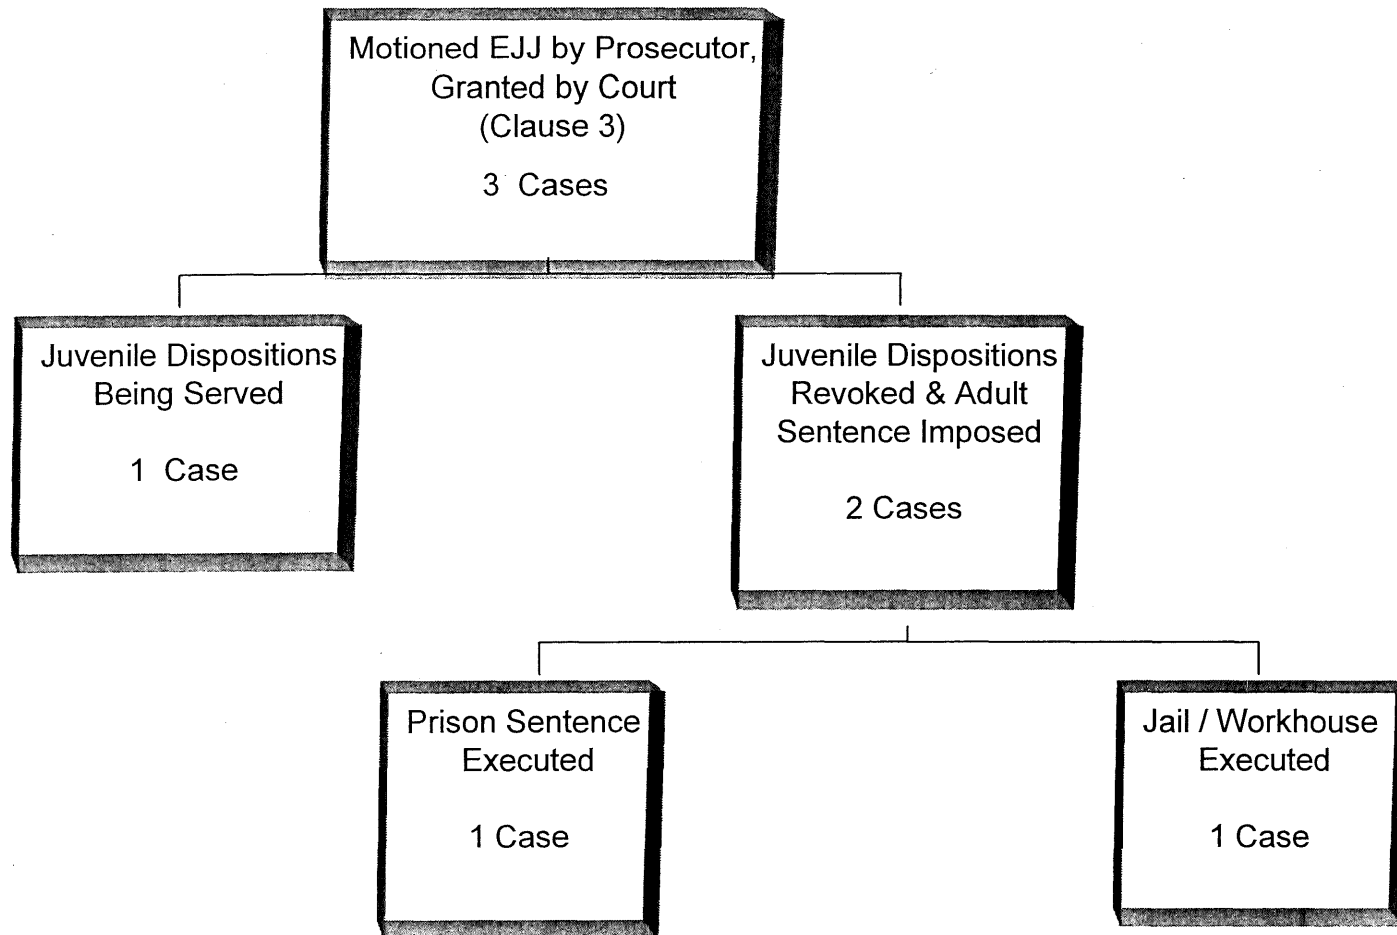 Motioned EJJ by Prosecutor,
Granted by Court
(Clause 3)
3 Cases
Juvenile Dispositions
Being Served
1 Case
Juvenile Dispositions
Revoked & Adult
Sentence Imposed
2 Cases
Prison Sentence
Executed
1 Case
Jail / Workhouse
Executed
1 Case